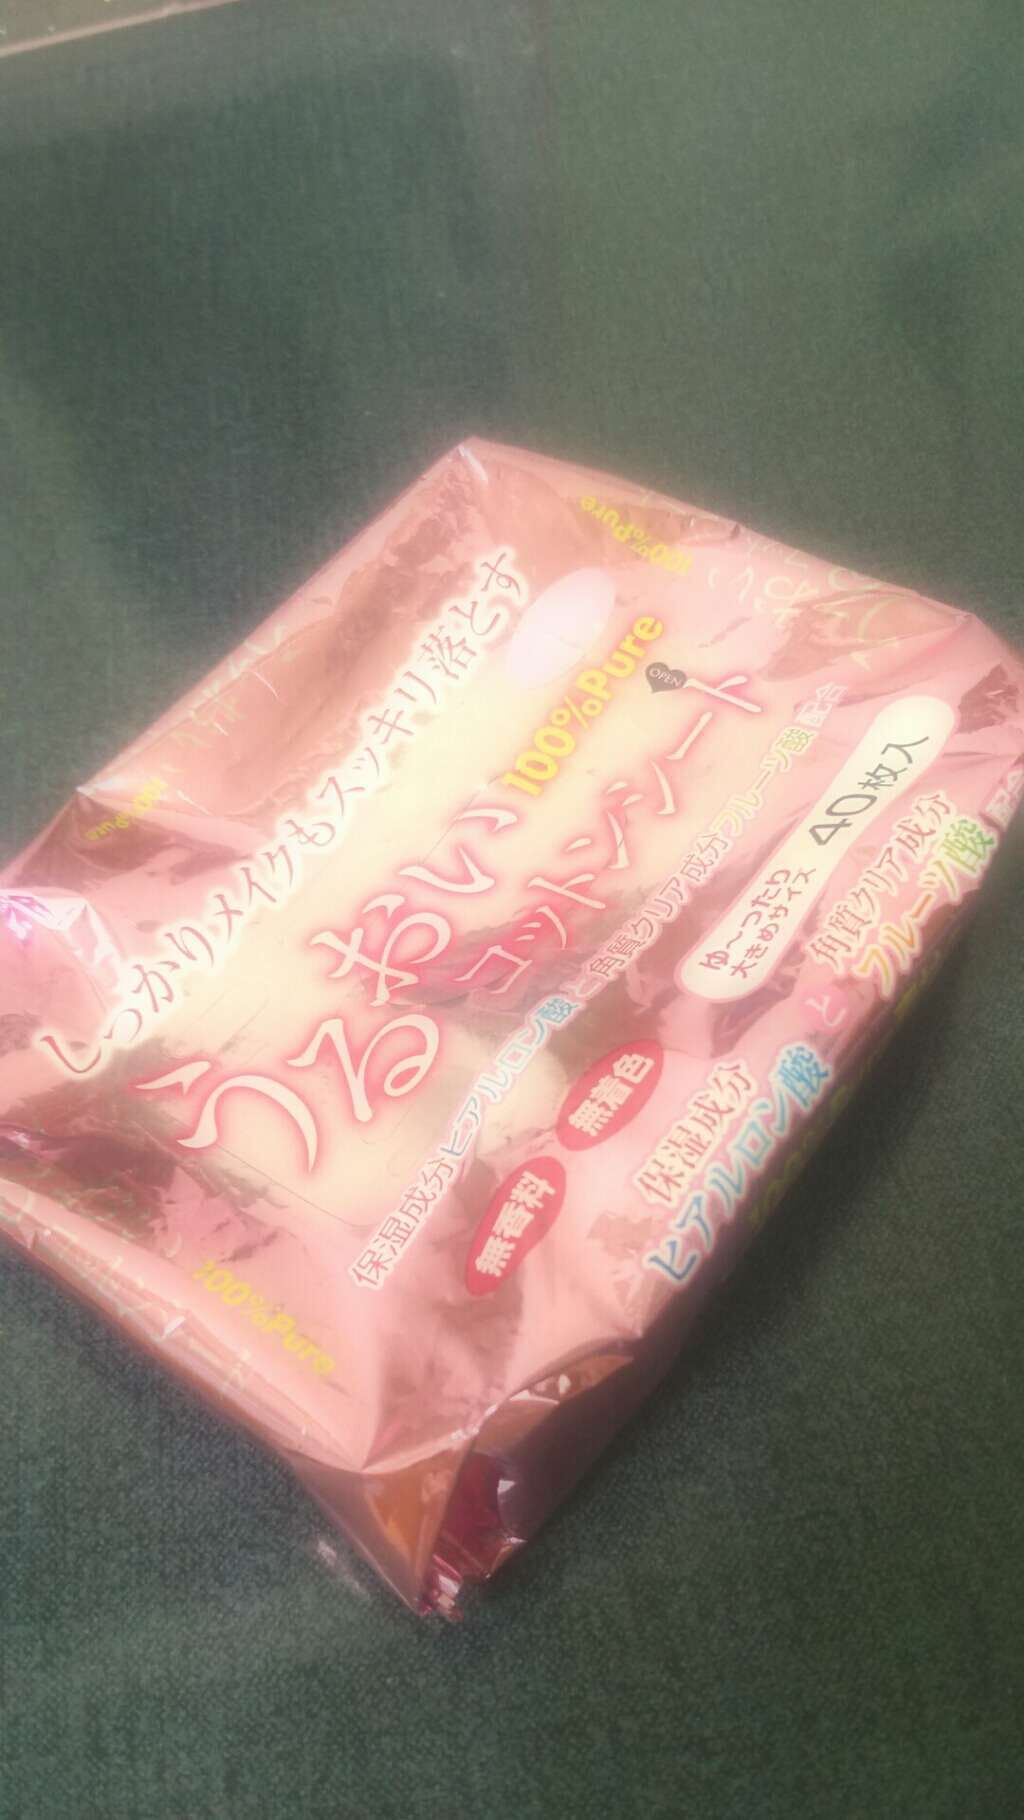 しっかりメイクもスッキリ落とす
100%Pure
OPEN
うるおい
コットンシート
保湿成分ヒアルロン酸と角質クリア成分フルーツ酸配合
ゆ〜ったり
大きめサイズ
40枚入
無香料
無着色
保湿成分
ヒアルロン酸
と
角質クリア成分
フルーツ酸
100%Pure
100%Pure
100%Pure